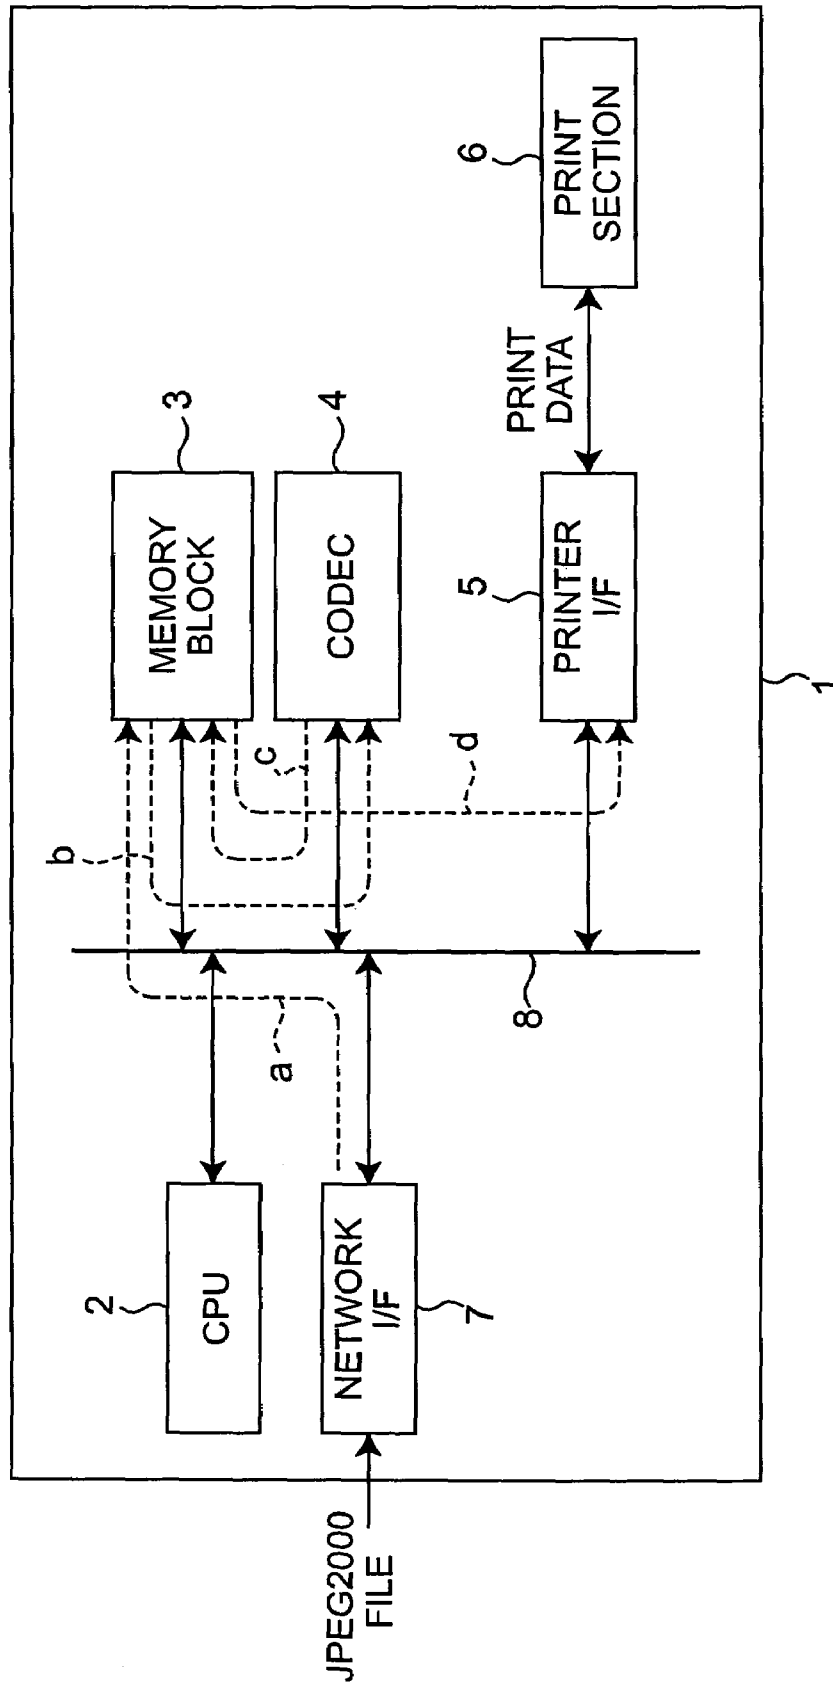 1
2
CPU
a
b
3
MEMORY
BLOCK
c
4
CODEC
JPEG2000
FILE
NETWORK
I/F
7
8
d
5
PRINTER
I/F
PRINT
DATA
6
PRINT
SECTION